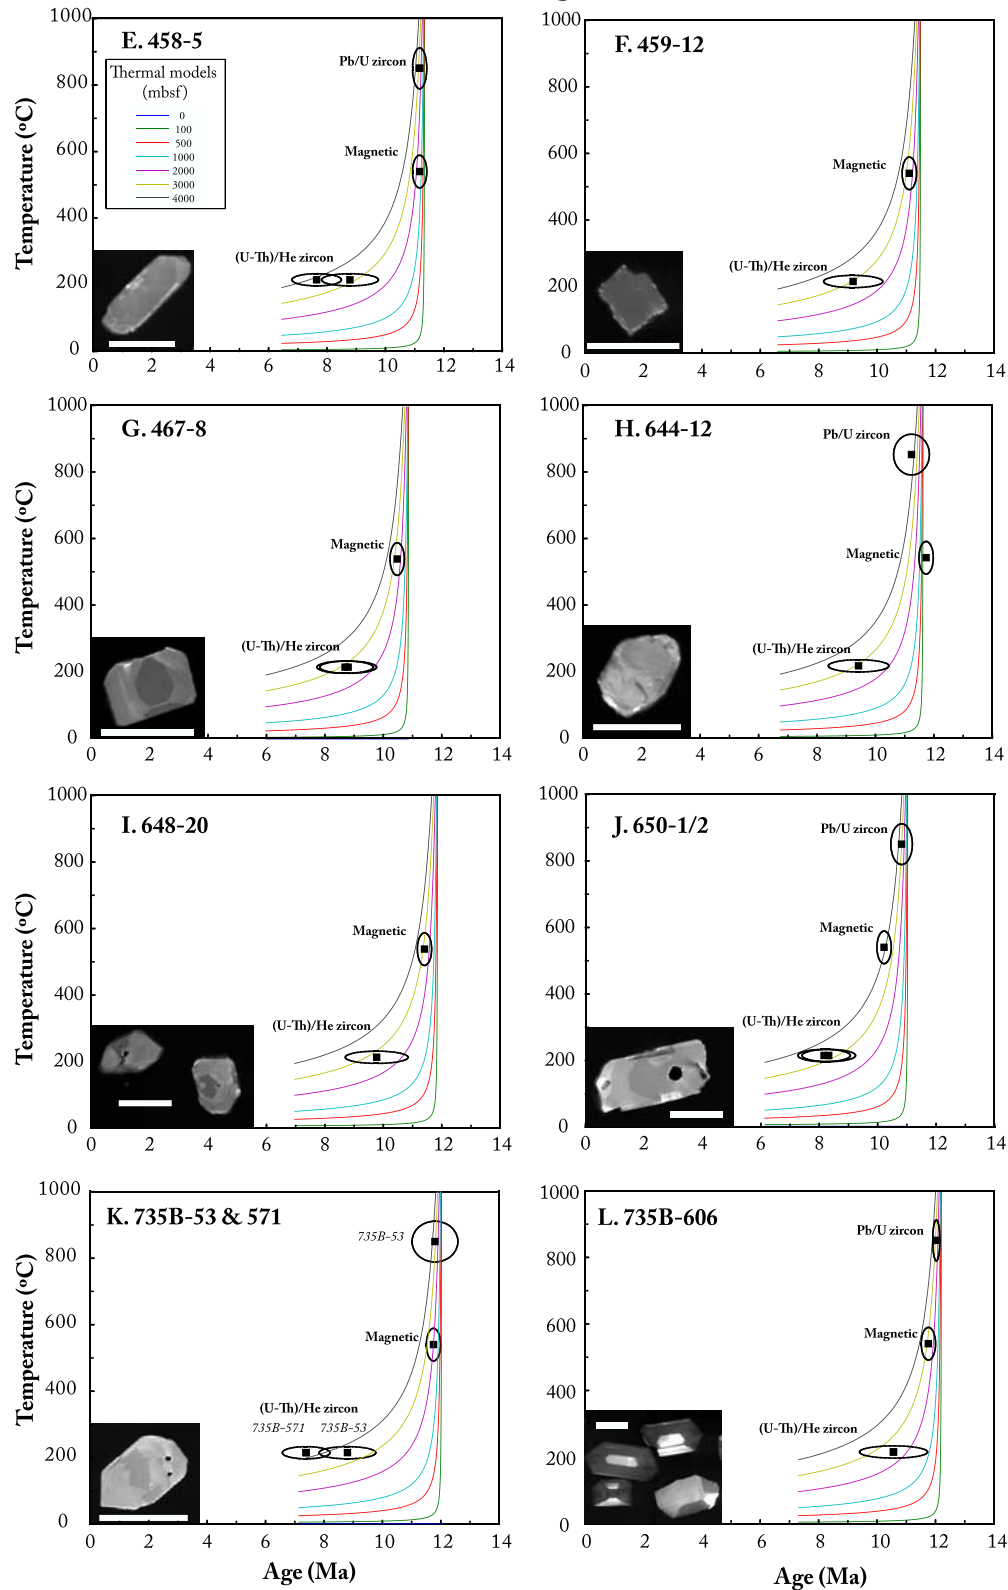 E. 458-5
Thermal models
(mbsf)
0
100
500
1000
2000
3000
4000
Pb/U zircon
Magnetic
(U-Th)/He zircon
Temperature (ºC)
1000
800
600
400
200
0
0 2 4 6 8 10 12 14
F. 459-12
Magnetic
(U-Th)/He zircon
1000
800
600
400
200
0
0 2 4 6 8 10 12 14
G. 467-8
Magnetic
(U-Th)/He zircon
Temperature (ºC)
1000
800
600
400
200
0
0 2 4 6 8 10 12 14
H. 644-12
Pb/U zircon
Magnetic
(U-Th)/He zircon
1000
800
600
400
200
0
0 2 4 6 8 10 12 14
I. 648-20
Magnetic
(U-Th)/He zircon
Temperature (ºC)
1000
800
600
400
200
0
0 2 4 6 8 10 12 14
J. 650-1/2
Pb/U zircon
Magnetic
(U-Th)/He zircon
1000
800
600
400
200
0
0 2 4 6 8 10 12 14
K. 735B-53 & 571
735B-53
Magnetic
(U-Th)/He zircon
735B-571 735B-53
Temperature (ºC)
1000
800
600
400
200
0
0 2 4 6 8 10 12 14
Age (Ma)
L. 735B-606
Pb/U zircon
Magnetic
(U-Th)/He zircon
1000
800
600
400
200
0
0 2 4 6 8 10 12 14
Age (Ma)